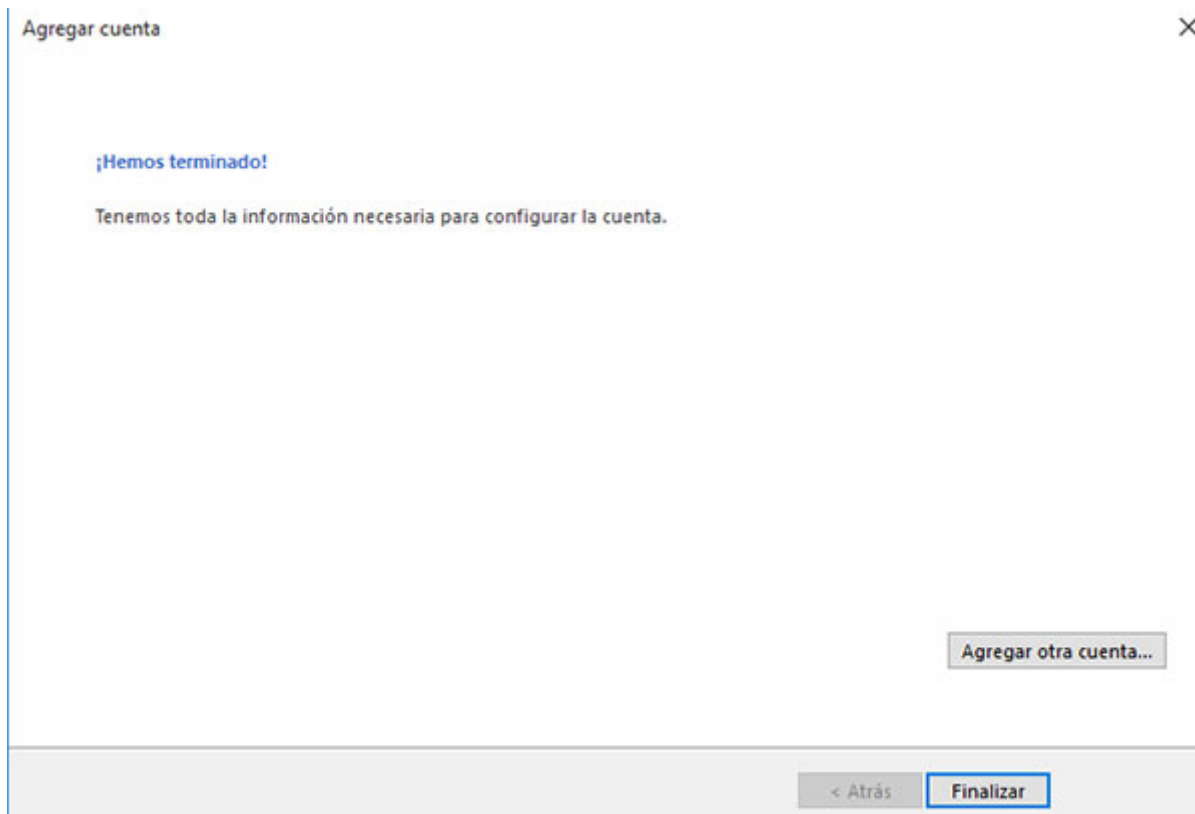 Agregar cuenta
¡Hemos terminado!
Tenemos toda la información necesaria para configurar la cuenta.
Agregar otra cuenta...
< Atrás
Finalizar